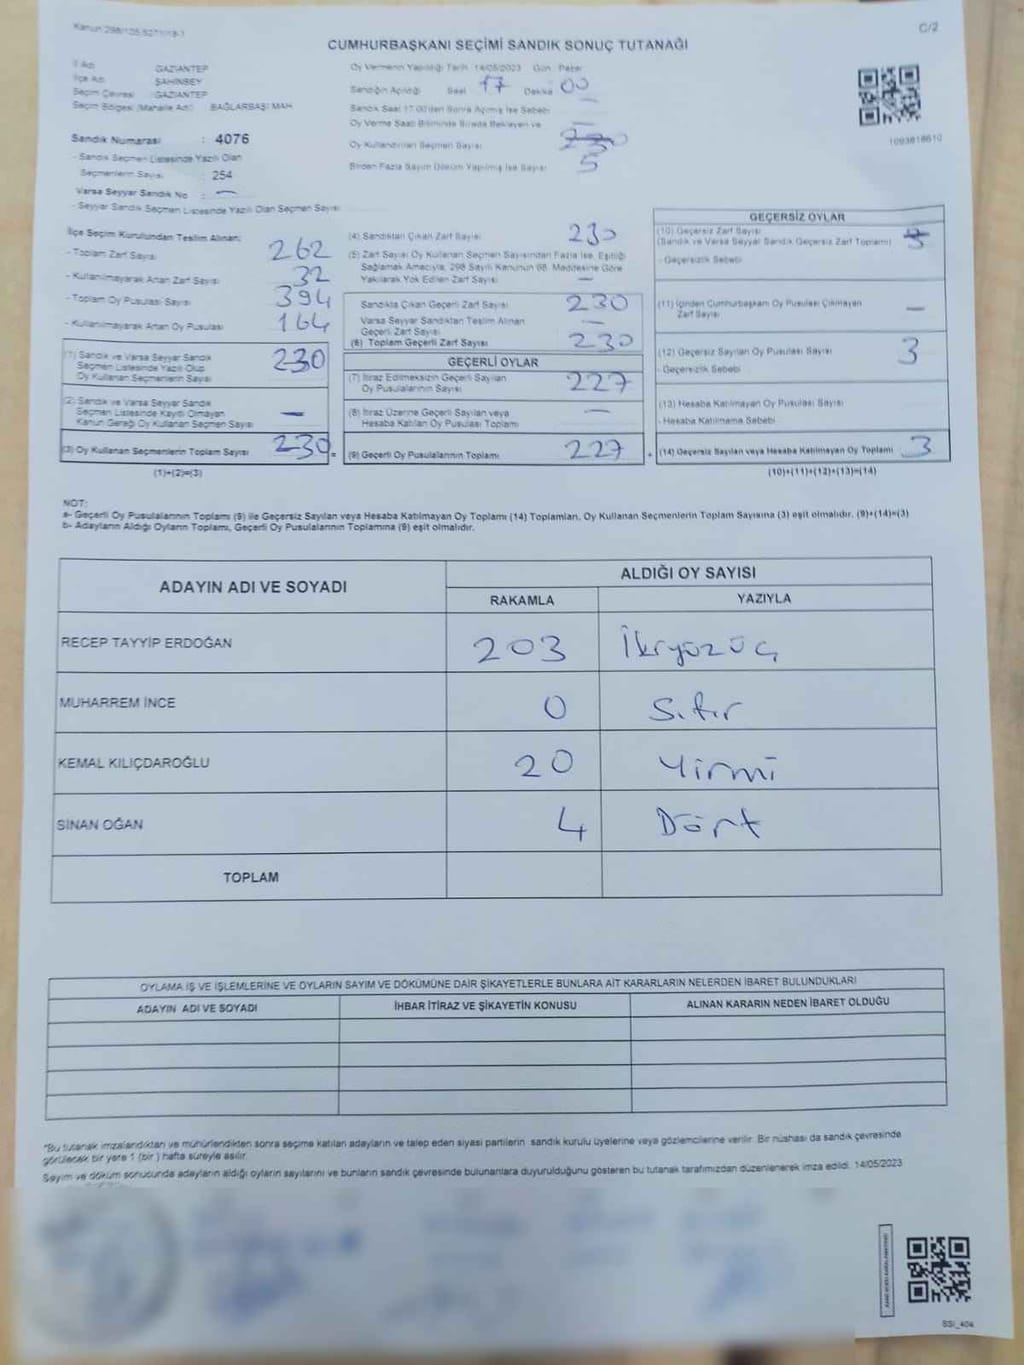 Kanun 298/105,6271/18-1
C/2
CUMHURBAŞKANI SEÇİMİ SANDIK SONUÇ TUTANAĞI
İl Adı GAZİANTEP
İlçe Adı ŞAHİNBEY
Seçim Çevresi : GAZİANTEP
Seçim Bölgesi (Mahalle Adı) BAĞLARBAŞI MAH.
Sandık Numarası : 4076
- Sandık Seçmen Listesinde Yazılı Olan
Seçmenlerin Sayısı : 254
Varsa Seyyar Sandık No : —
- Seyyar Sandık Seçmen Listesinde Yazılı Olan Seçmen Sayısı
Oy Vermenin Yapıldığı Tarih 14/05/2023 Gün Pazar
Sandığın Açıldığı Saat 17 Dakika 00
Sandık Saat 17:00'den Sonra Açılmış İse Sebebi —
Oy Verme Saati Bitiminde Sırada Bekleyen ve —
Oy Kullandırılan Seçmen Sayısı 230
Birden Fazla Sayım Döküm Yapılmış İse Sayısı 5
1093818610
İlçe Seçim Kurulundan Teslim Alınan;
- Toplam Zarf Sayısı 262
- Kullanılmayarak Artan Zarf Sayısı 32
- Toplam Oy Pusulası Sayısı 394
- Kullanılmayarak Artan Oy Pusulası 164
(1) Sandık ve Varsa Seyyar Sandık
Seçmen Listesinde Yazılı Olup
Oy Kullanan Seçmenlerin Sayısı 230
(2) Sandık ve Varsa Seyyar Sandık
Seçmen Listesinde Kaydı Olmayan
Kanun Gereği Oy Kullanan Seçmen Sayısı —
(3) Oy Kullanan Seçmenlerin Toplam Sayısı 230 =
(1)+(2)=(3)
(4) Sandıktan Çıkan Zarf Sayısı 230
(5) Zarf Sayısı Oy Kullanan Seçmen Sayısından Fazla İse, Eşitliği
Sağlamak Amacıyla, 298 Sayılı Kanunun 98. Maddesine Göre
Yakılarak Yok Edilen Zarf Sayısı —
Sandıkta Çıkan Geçerli Zarf Sayısı 230
Varsa Seyyar Sandıktan Teslim Alınan
Geçerli Zarf Sayısı —
(6) Toplam Geçerli Zarf Sayısı 230
GEÇERLİ OYLAR
(7) İtiraz Edilmeksizin Geçerli Sayılan
Oy Pusulalarının Sayısı 227
(8) İtiraz Üzerine Geçerli Sayılan veya
Hesaba Katılan Oy Pusulası Toplamı —
(9) Geçerli Oy Pusulalarının Toplamı 227 +
GEÇERSİZ OYLAR
(10) Geçersiz Zarf Sayısı
(Sandık ve Varsa Seyyar Sandık Geçersiz Zarf Toplamı)
- Geçersizlik Sebebi
(11) İçinden Cumhurbaşkanı Oy Pusulası Çıkmayan
Zarf Sayısı —
(12) Geçersiz Sayılan Oy Pusulası Sayısı 3
- Geçersizlik Sebebi
(13) Hesaba Katılmayan Oy Pusulası Sayısı
- Hesaba Katılmama Sebebi
(14) Geçersiz Sayılan veya Hesaba Katılmayan Oy Toplamı 3
(10)+(11)+(12)+(13)=(14)
NOT:
a- Geçerli Oy Pusulalarının Toplamı (9) ile Geçersiz Sayılan veya Hesaba Katılmayan Oy Toplamı (14) Toplamları, Oy Kullanan Seçmenlerin Toplam Sayısına (3) eşit olmalıdır. (9)+(14)=(3)
b- Adayların Aldığı Oyların Toplamı, Geçerli Oy Pusulalarının Toplamına (9) eşit olmalıdır.
ADAYIN ADI VE SOYADI
ALDIĞI OY SAYISI
RAKAMLA YAZIYLA
RECEP TAYYİP ERDOĞAN 203 İkiyüzüç
MUHARREM İNCE 0 Sıfır
KEMAL KILIÇDAROĞLU 20 Yirmi
SİNAN OĞAN 4 Dört
TOPLAM
OYLAMA İŞ VE İŞLEMLERİNE VE OYLARIN SAYIM VE DÖKÜMÜNE DAİR ŞİKAYETLERLE BUNLARA AİT KARARLARIN NELERDEN İBARET BULUNDUKLARI
ADAYIN ADI VE SOYADI İHBAR İTİRAZ VE ŞİKAYETİN KONUSU ALINAN KARARIN NEDEN İBARET OLDUĞU
*Bu tutanak imzalandıktan ve mühürlendikten sonra seçime katılan adayların ve talep eden siyasi partilerin sandık kurulu üyelerine veya gözlemcilerine verilir. Bir nüshası da sandık çevresinde
görülecek bir yere 1 (bir) hafta süreyle asılır.
Sayım ve döküm sonucunda adayların aldığı oyların sayılarını ve bunların sandık çevresinde bulunanlara duyurulduğunu gösteren bu tutanak tarafımızdan düzenlenerek imza edildi. 14/05/2023
SSI_404